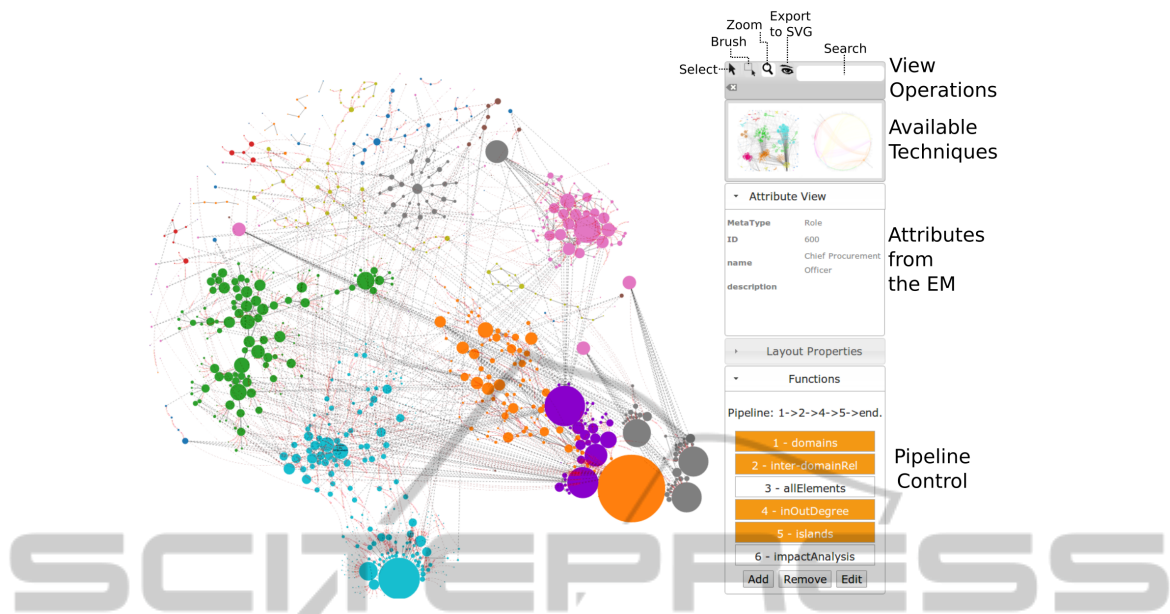 Export
to SVG
Zoom
Brush
Search
Select
View
Operations
Available
Techniques
Attribute View
MetaType Role
ID 600
name Chief Procurement
Officer
description
Attributes
from
the EM
Layout Properties
Functions
Pipeline: 1->2->4->5->end.
1 - domains
2 - inter-domainRel
3 - allElements
4 - inOutDegree
5 - islands
6 - impactAnalysis
Add Remove Edit
Pipeline
Control
SCITEPRESS